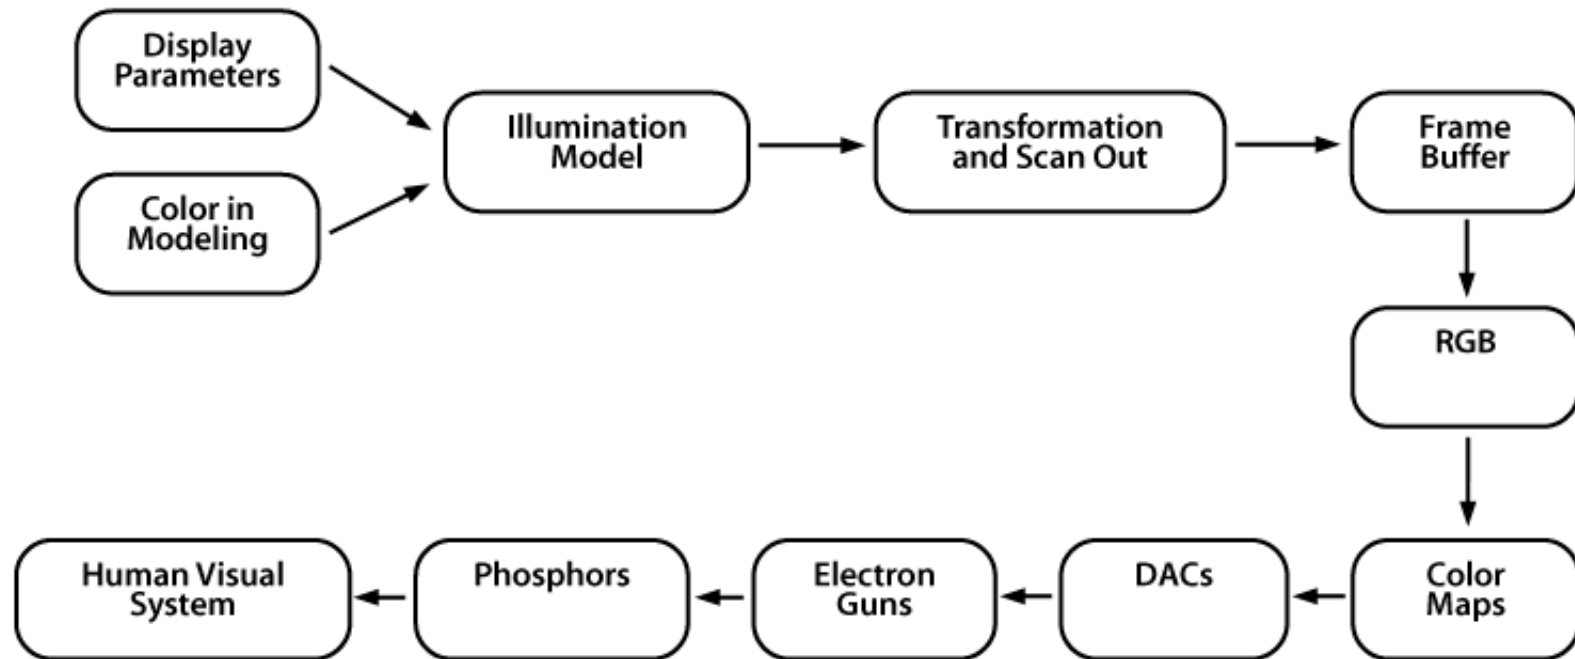 Display
Parameters
Color in
Modeling
Illumination
Model
Transformation
and Scan Out
Frame
Buffer
RGB
Color
Maps
DACs
Electron
Guns
Phosphors
Human Visual
System